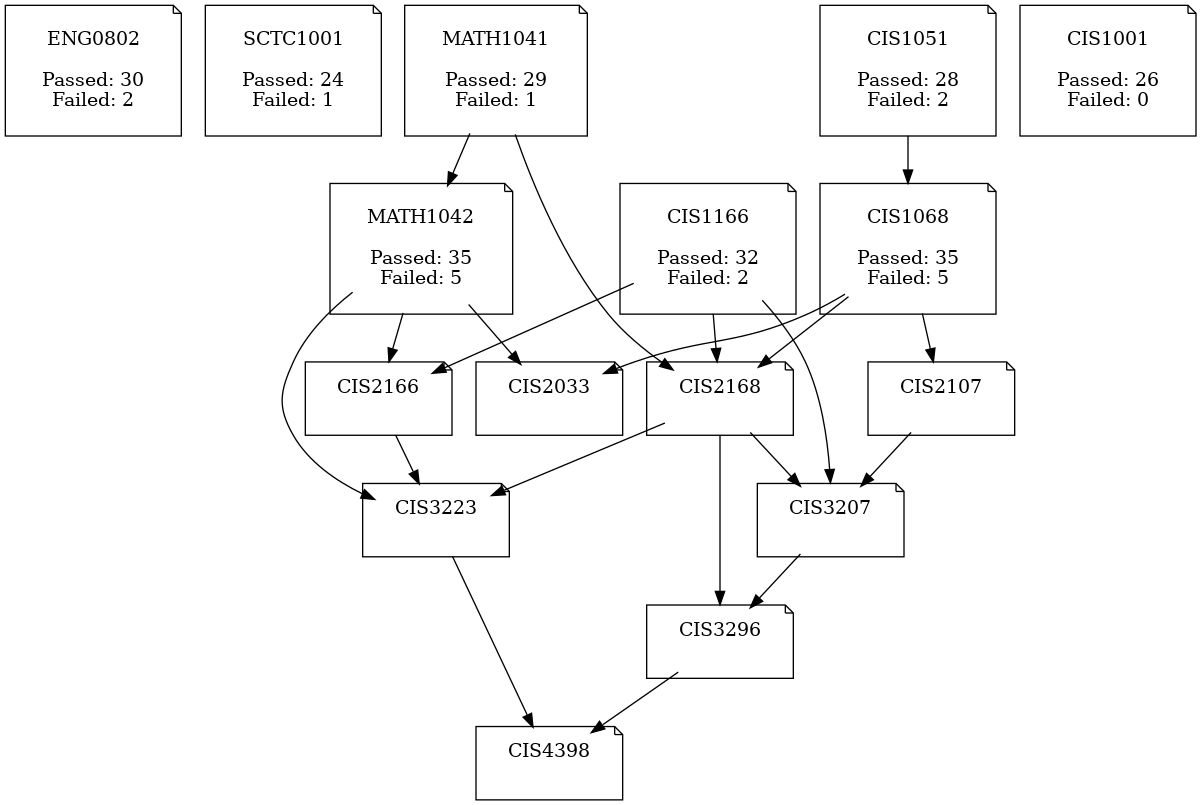 ENG0802
Passed: 30
Failed: 2
SCTC1001
Passed: 24
Failed: 1
MATH1041
Passed: 29
Failed: 1
CIS1051
Passed: 28
Failed: 2
CIS1001
Passed: 26
Failed: 0
MATH1042
Passed: 35
Failed: 5
CIS1166
Passed: 32
Failed: 2
CIS1068
Passed: 35
Failed: 5
CIS2166
CIS2033
CIS2168
CIS2107
CIS3223
CIS3207
CIS3296
CIS4398